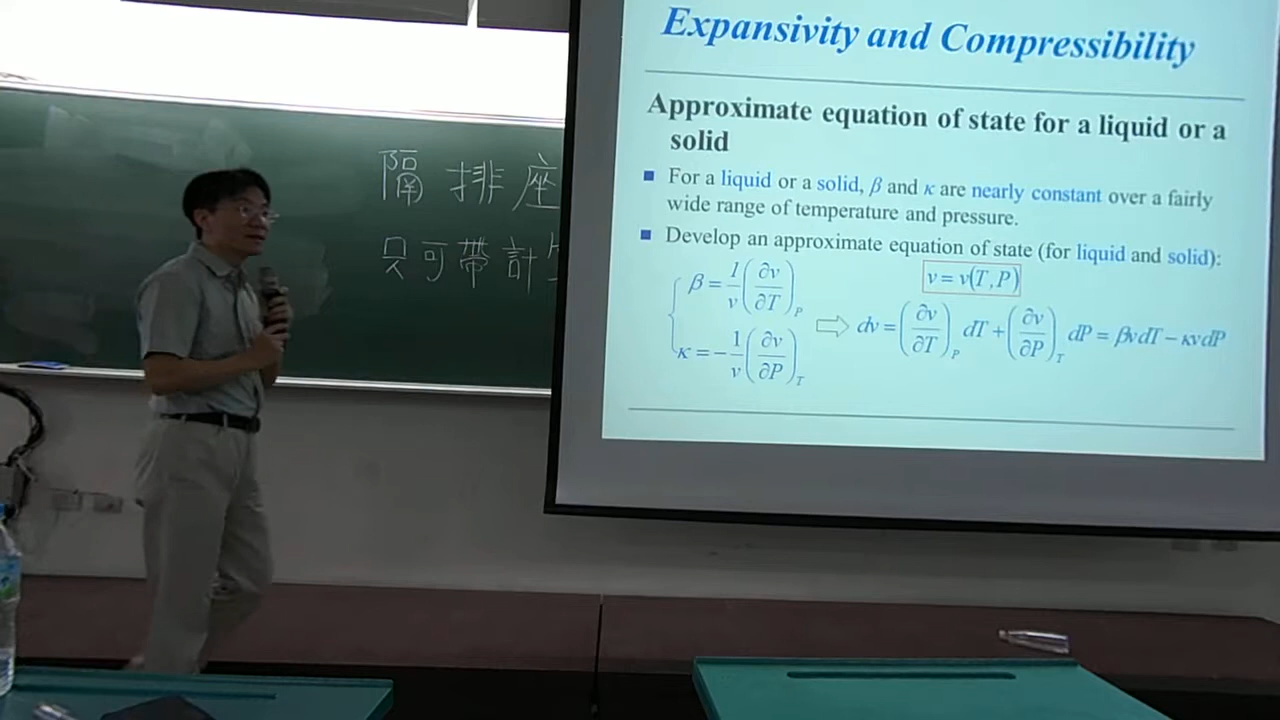 Expansivity and Compressibility
Approximate equation of state for a liquid or a
solid
■ For a liquid or a solid, β and κ are nearly constant over a fairly
wide range of temperature and pressure.
■ Develop an approximate equation of state (for liquid and solid):
v = v(T,P)
β = 1/v (∂v/∂T)_P
κ = − 1/v (∂v/∂P)_T
⇨ dv = (∂v/∂T)_P dT + (∂v/∂P)_T dP = βvdT − κvdP
隔排座
只可帶計